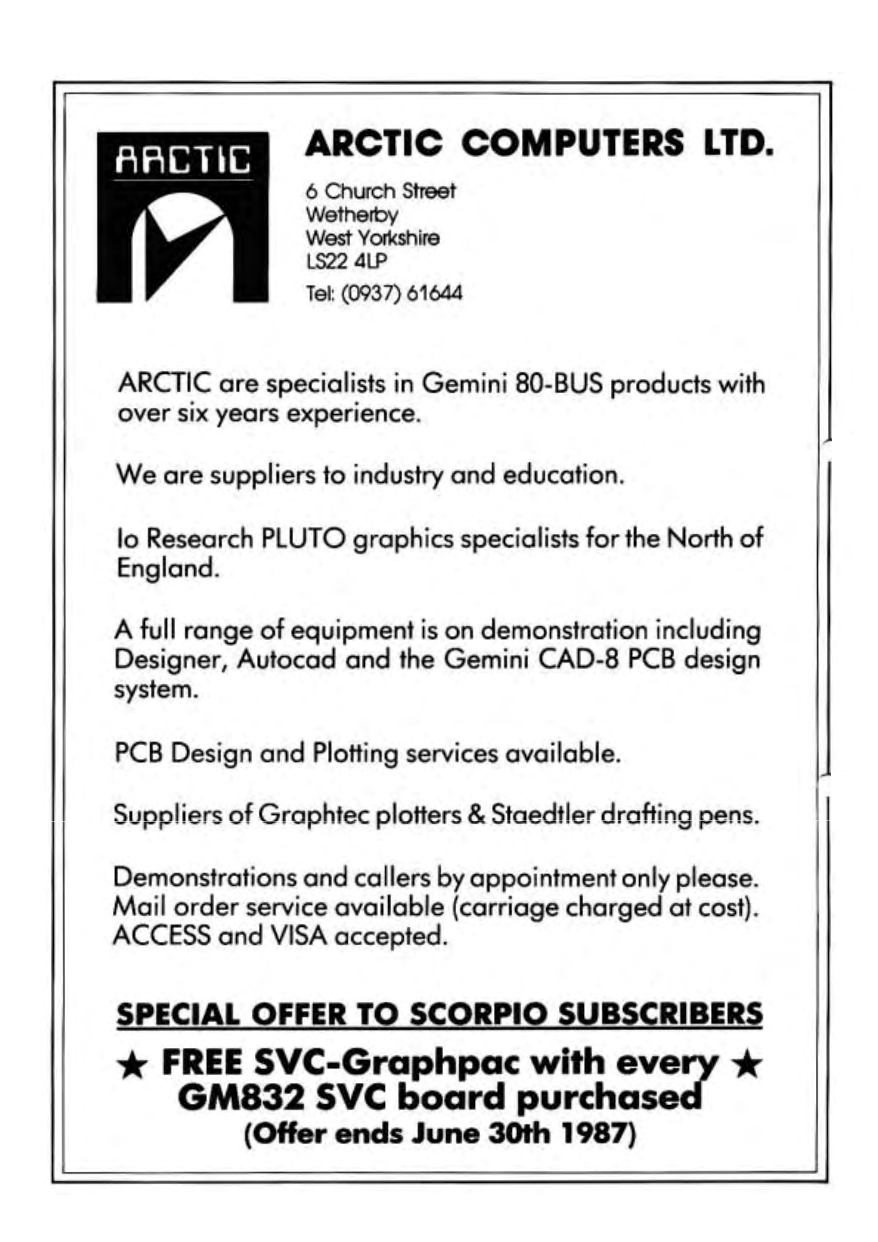 ARCTIC
ARCTIC COMPUTERS LTD.
6 Church Street
Wetherby
West Yorkshire
LS22 4LP
Tel: (0937) 61644
ARCTIC are specialists in Gemini 80-BUS products with
over six years experience.
We are suppliers to industry and education.
Io Research PLUTO graphics specialists for the North of
England.
A full range of equipment is on demonstration including
Designer, Autocad and the Gemini CAD-8 PCB design
system.
PCB Design and Plotting services available.
Suppliers of Graphtec plotters & Staedtler drafting pens.
Demonstrations and callers by appointment only please.
Mail order service available (carriage charged at cost).
ACCESS and VISA accepted.
SPECIAL OFFER TO SCORPIO SUBSCRIBERS
★ FREE SVC-Graphpac with every ★
GM832 SVC board purchased
(Offer ends June 30th 1987)